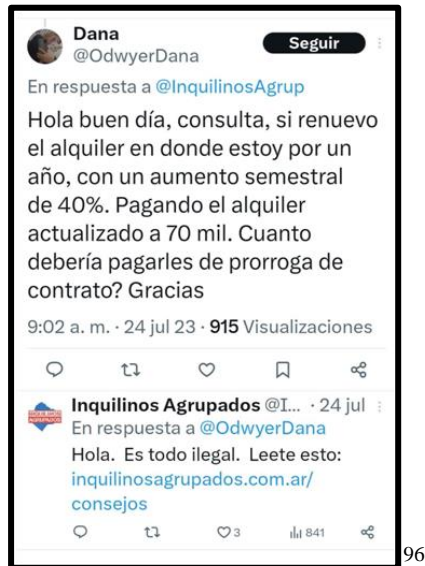 Dana
Seguir
@OdwyerDana
En respuesta a @InquilinosAgrup
Hola buen día, consulta, si renuevo
el alquiler en donde estoy por un
año, con un aumento semestral
de 40%. Pagando el alquiler
actualizado a 70 mil. Cuanto
debería pagarles de prorroga de
contrato? Gracias
9:02 a. m. · 24 jul 23 · 915 Visualizaciones
Inquilinos Agrupados @I... · 24 jul
En respuesta a @OdwyerDana
Hola. Es todo ilegal. Leete esto:
inquilinosagrupados.com.ar/
consejos
3
841
96